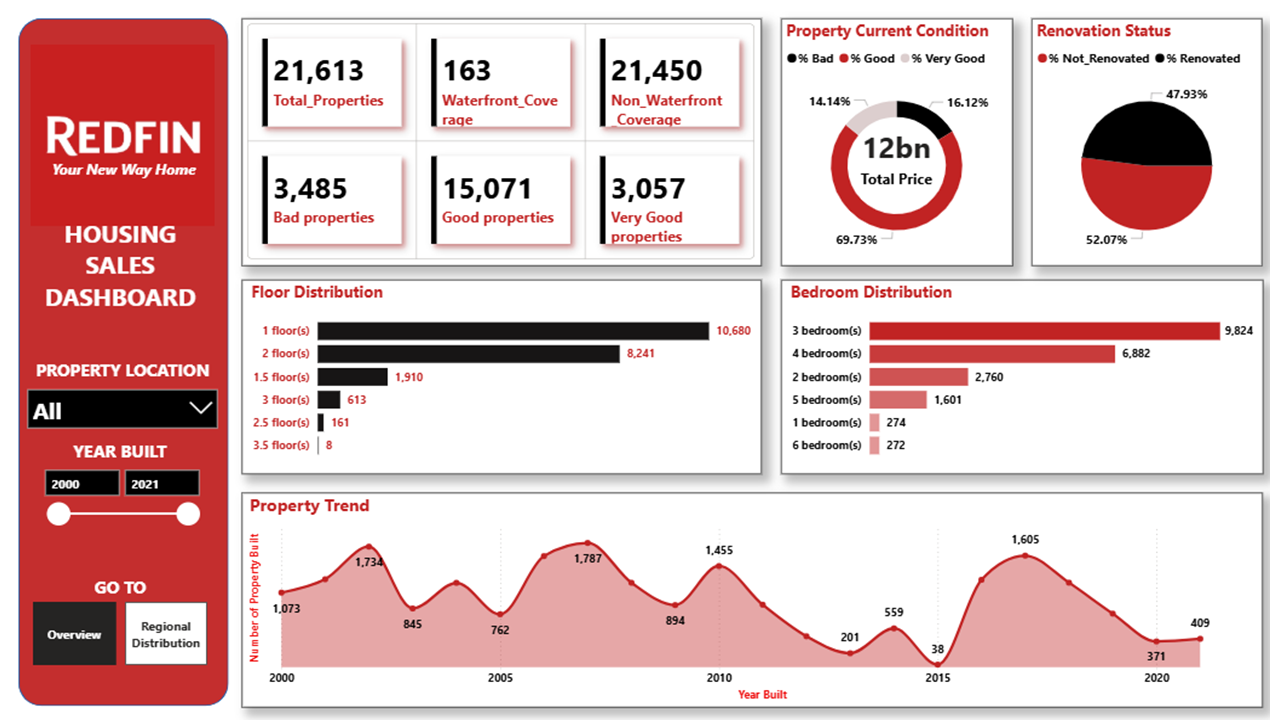 REDFIN
Your New Way Home
HOUSING
SALES
DASHBOARD
PROPERTY LOCATION
All
YEAR BUILT
2000
2021
GO TO
Overview
Regional
Distribution
21,613
Total_Properties
163
Waterfront_Cove
rage
21,450
Non_Waterfront
_Coverage
3,485
Bad properties
15,071
Good properties
3,057
Very Good
properties
Property Current Condition
% Bad % Good % Very Good
14.14%
16.12%
12bn
Total Price
69.73%
Renovation Status
% Not_Renovated % Renovated
47.93%
52.07%
Floor Distribution
1 floor(s) 10,680
2 floor(s) 8,241
1.5 floor(s) 1,910
3 floor(s) 613
2.5 floor(s) 161
3.5 floor(s) 8
Bedroom Distribution
3 bedroom(s) 9,824
4 bedroom(s) 6,882
2 bedroom(s) 2,760
5 bedroom(s) 1,601
1 bedroom(s) 274
6 bedroom(s) 272
Property Trend
Number of Property Built
1,073
1,734
845
762
1,787
894
1,455
201
559
38
1,605
371
409
2000 2005 2010 2015 2020
Year Built